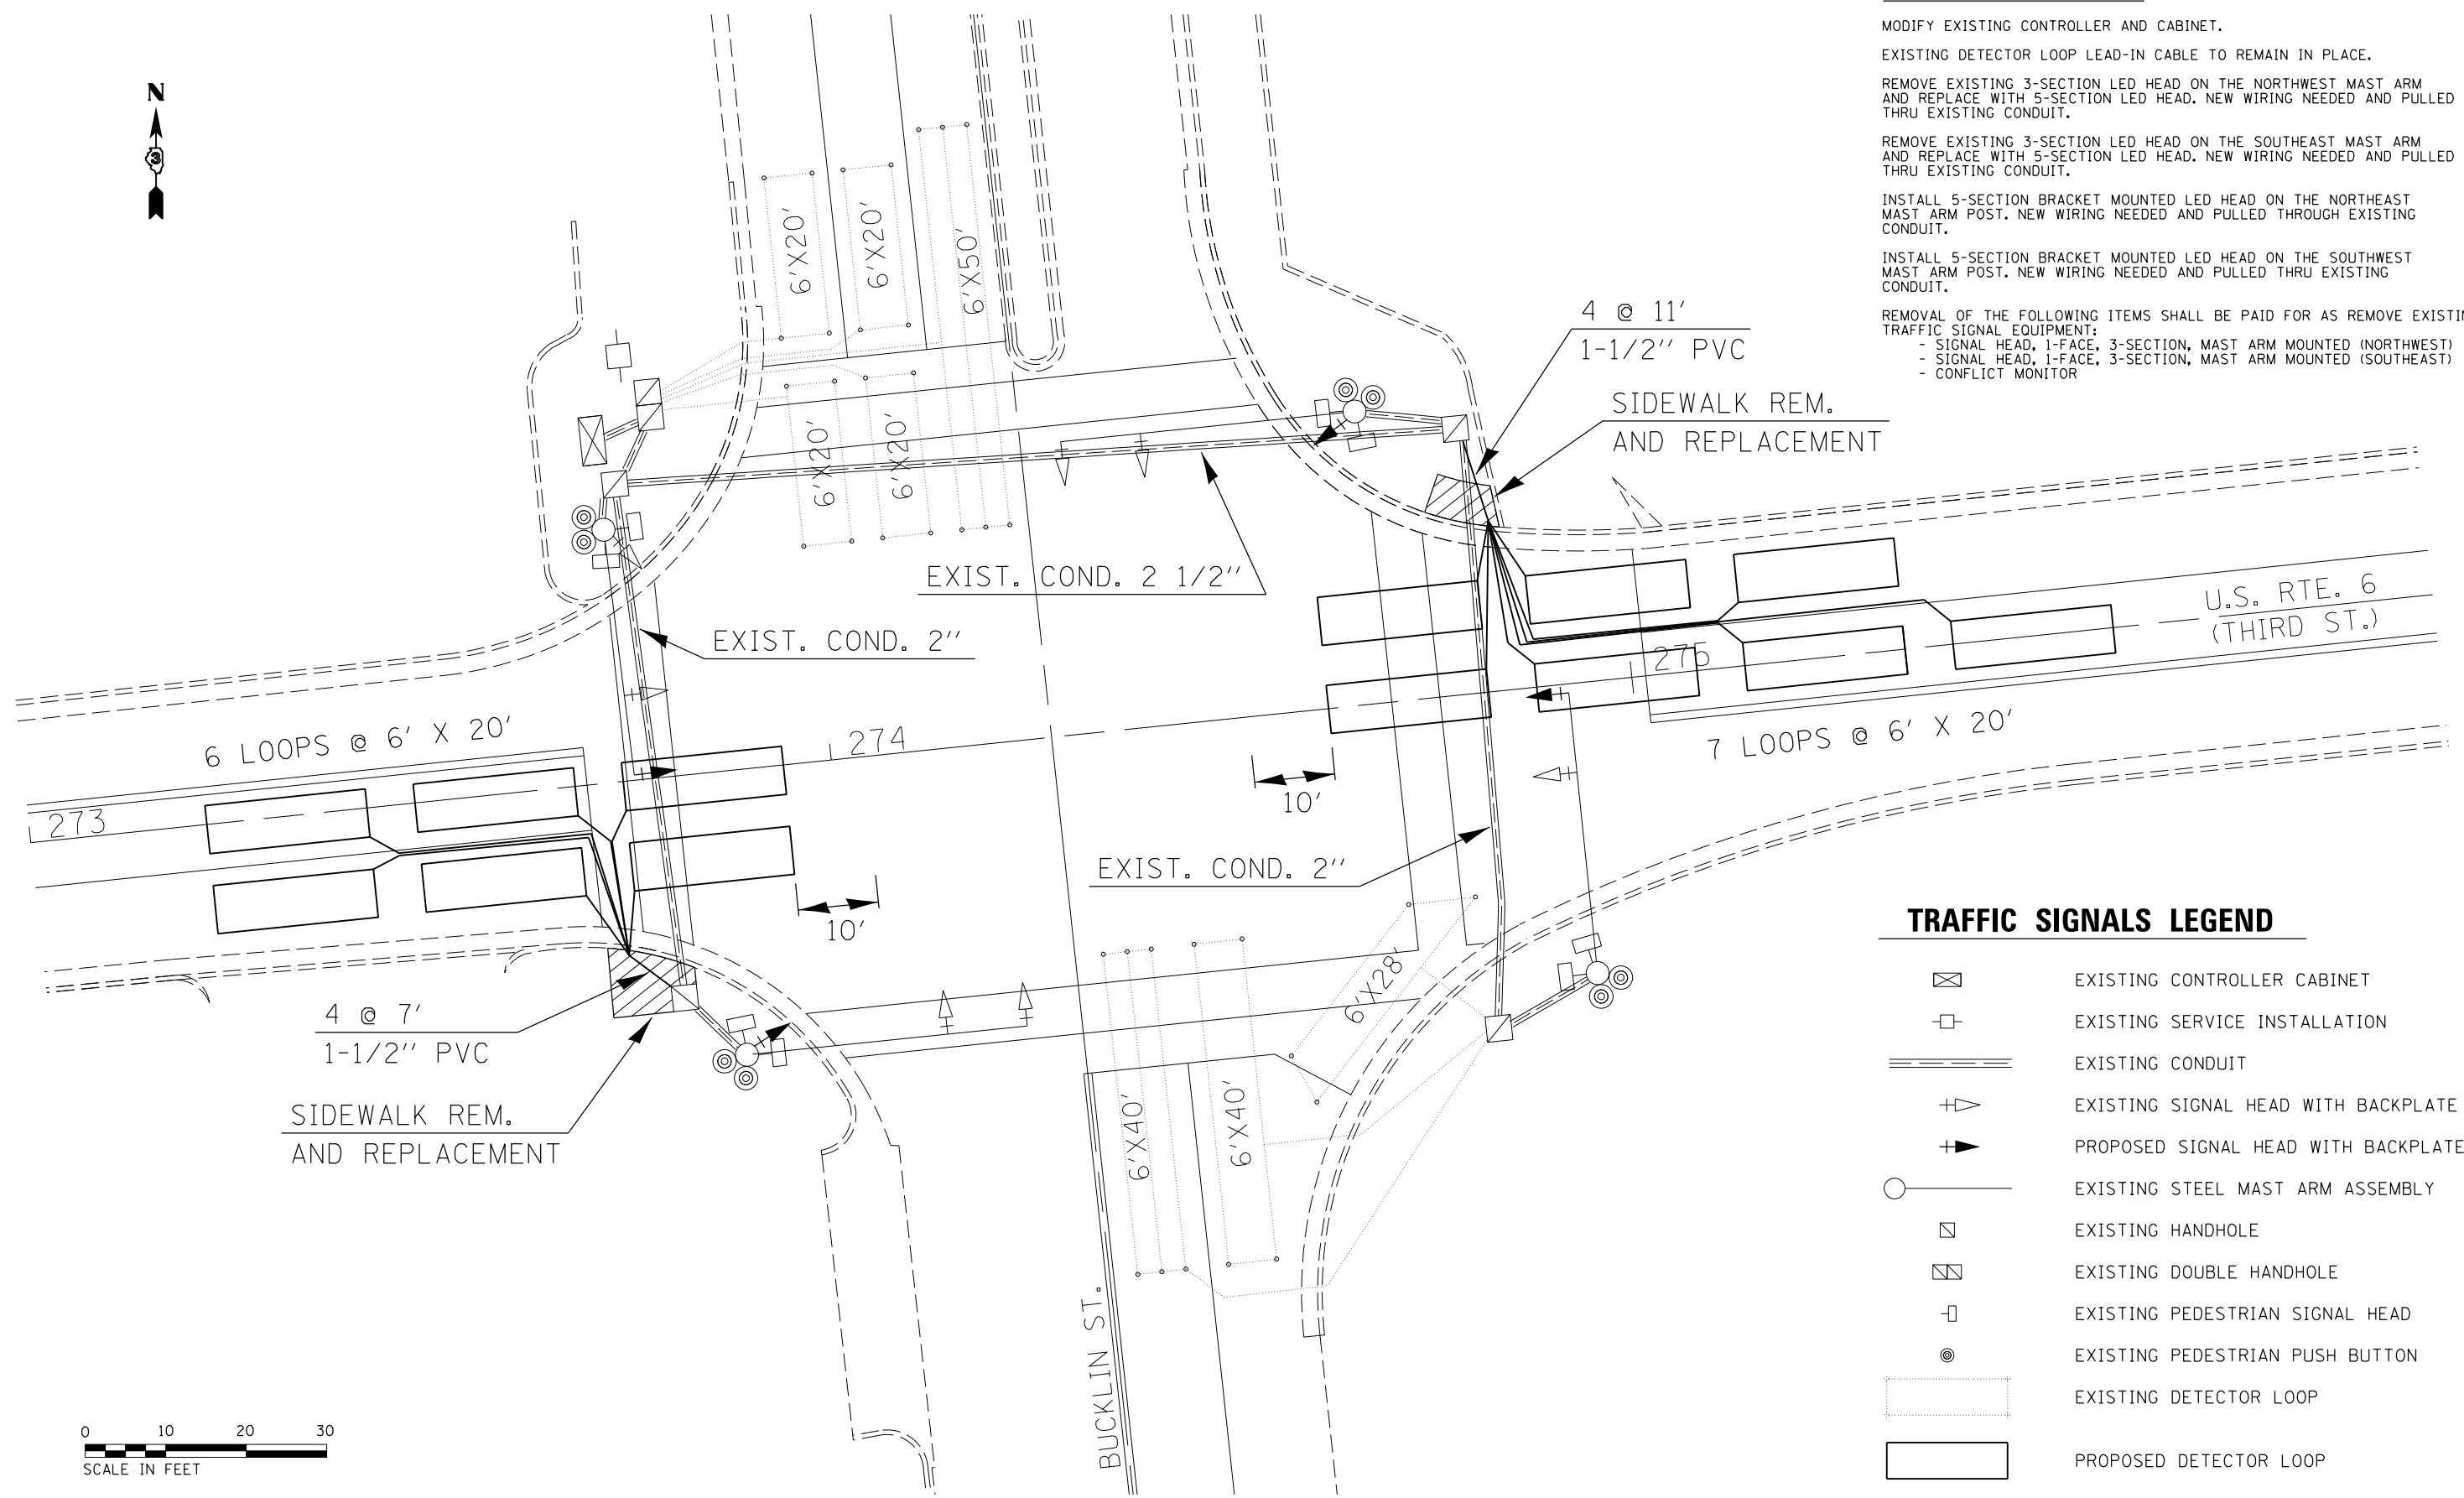 MODIFY EXISTING CONTROLLER AND CABINET.
EXISTING DETECTOR LOOP LEAD-IN CABLE TO REMAIN IN PLACE.
REMOVE EXISTING 3-SECTION LED HEAD ON THE NORTHWEST MAST ARM
AND REPLACE WITH 5-SECTION LED HEAD. NEW WIRING NEEDED AND PULLED
THRU EXISTING CONDUIT.
REMOVE EXISTING 3-SECTION LED HEAD ON THE SOUTHEAST MAST ARM
AND REPLACE WITH 5-SECTION LED HEAD. NEW WIRING NEEDED AND PULLED
THRU EXISTING CONDUIT.
INSTALL 5-SECTION BRACKET MOUNTED LED HEAD ON THE NORTHEAST
MAST ARM POST. NEW WIRING NEEDED AND PULLED THROUGH EXISTING
CONDUIT.
INSTALL 5-SECTION BRACKET MOUNTED LED HEAD ON THE SOUTHWEST
MAST ARM POST. NEW WIRING NEEDED AND PULLED THRU EXISTING
CONDUIT.
REMOVAL OF THE FOLLOWING ITEMS SHALL BE PAID FOR AS REMOVE EXISTIN
TRAFFIC SIGNAL EQUIPMENT:
- SIGNAL HEAD, 1-FACE, 3-SECTION, MAST ARM MOUNTED (NORTHWEST)
- SIGNAL HEAD, 1-FACE, 3-SECTION, MAST ARM MOUNTED (SOUTHEAST)
- CONFLICT MONITOR
N
3
6'X20'
6'X20'
6'X50'
4 @ 11'
1-1/2'' PVC
SIDEWALK REM.
AND REPLACEMENT
6'X20'
6'X20'
EXIST. COND. 2 1/2''
EXIST. COND. 2''
U.S. RTE. 6
(THIRD ST.)
275
6 LOOPS @ 6' X 20'
274
7 LOOPS @ 6' X 20'
273
10'
EXIST. COND. 2''
10'
4 @ 7'
1-1/2'' PVC
6'X28'
SIDEWALK REM.
AND REPLACEMENT
6'X40'
6'X40'
BUCKLIN ST.
TRAFFIC SIGNALS LEGEND
EXISTING CONTROLLER CABINET
EXISTING SERVICE INSTALLATION
EXISTING CONDUIT
EXISTING SIGNAL HEAD WITH BACKPLATE
PROPOSED SIGNAL HEAD WITH BACKPLATE
EXISTING STEEL MAST ARM ASSEMBLY
EXISTING HANDHOLE
EXISTING DOUBLE HANDHOLE
EXISTING PEDESTRIAN SIGNAL HEAD
EXISTING PEDESTRIAN PUSH BUTTON
EXISTING DETECTOR LOOP
PROPOSED DETECTOR LOOP
0 10 20 30
SCALE IN FEET